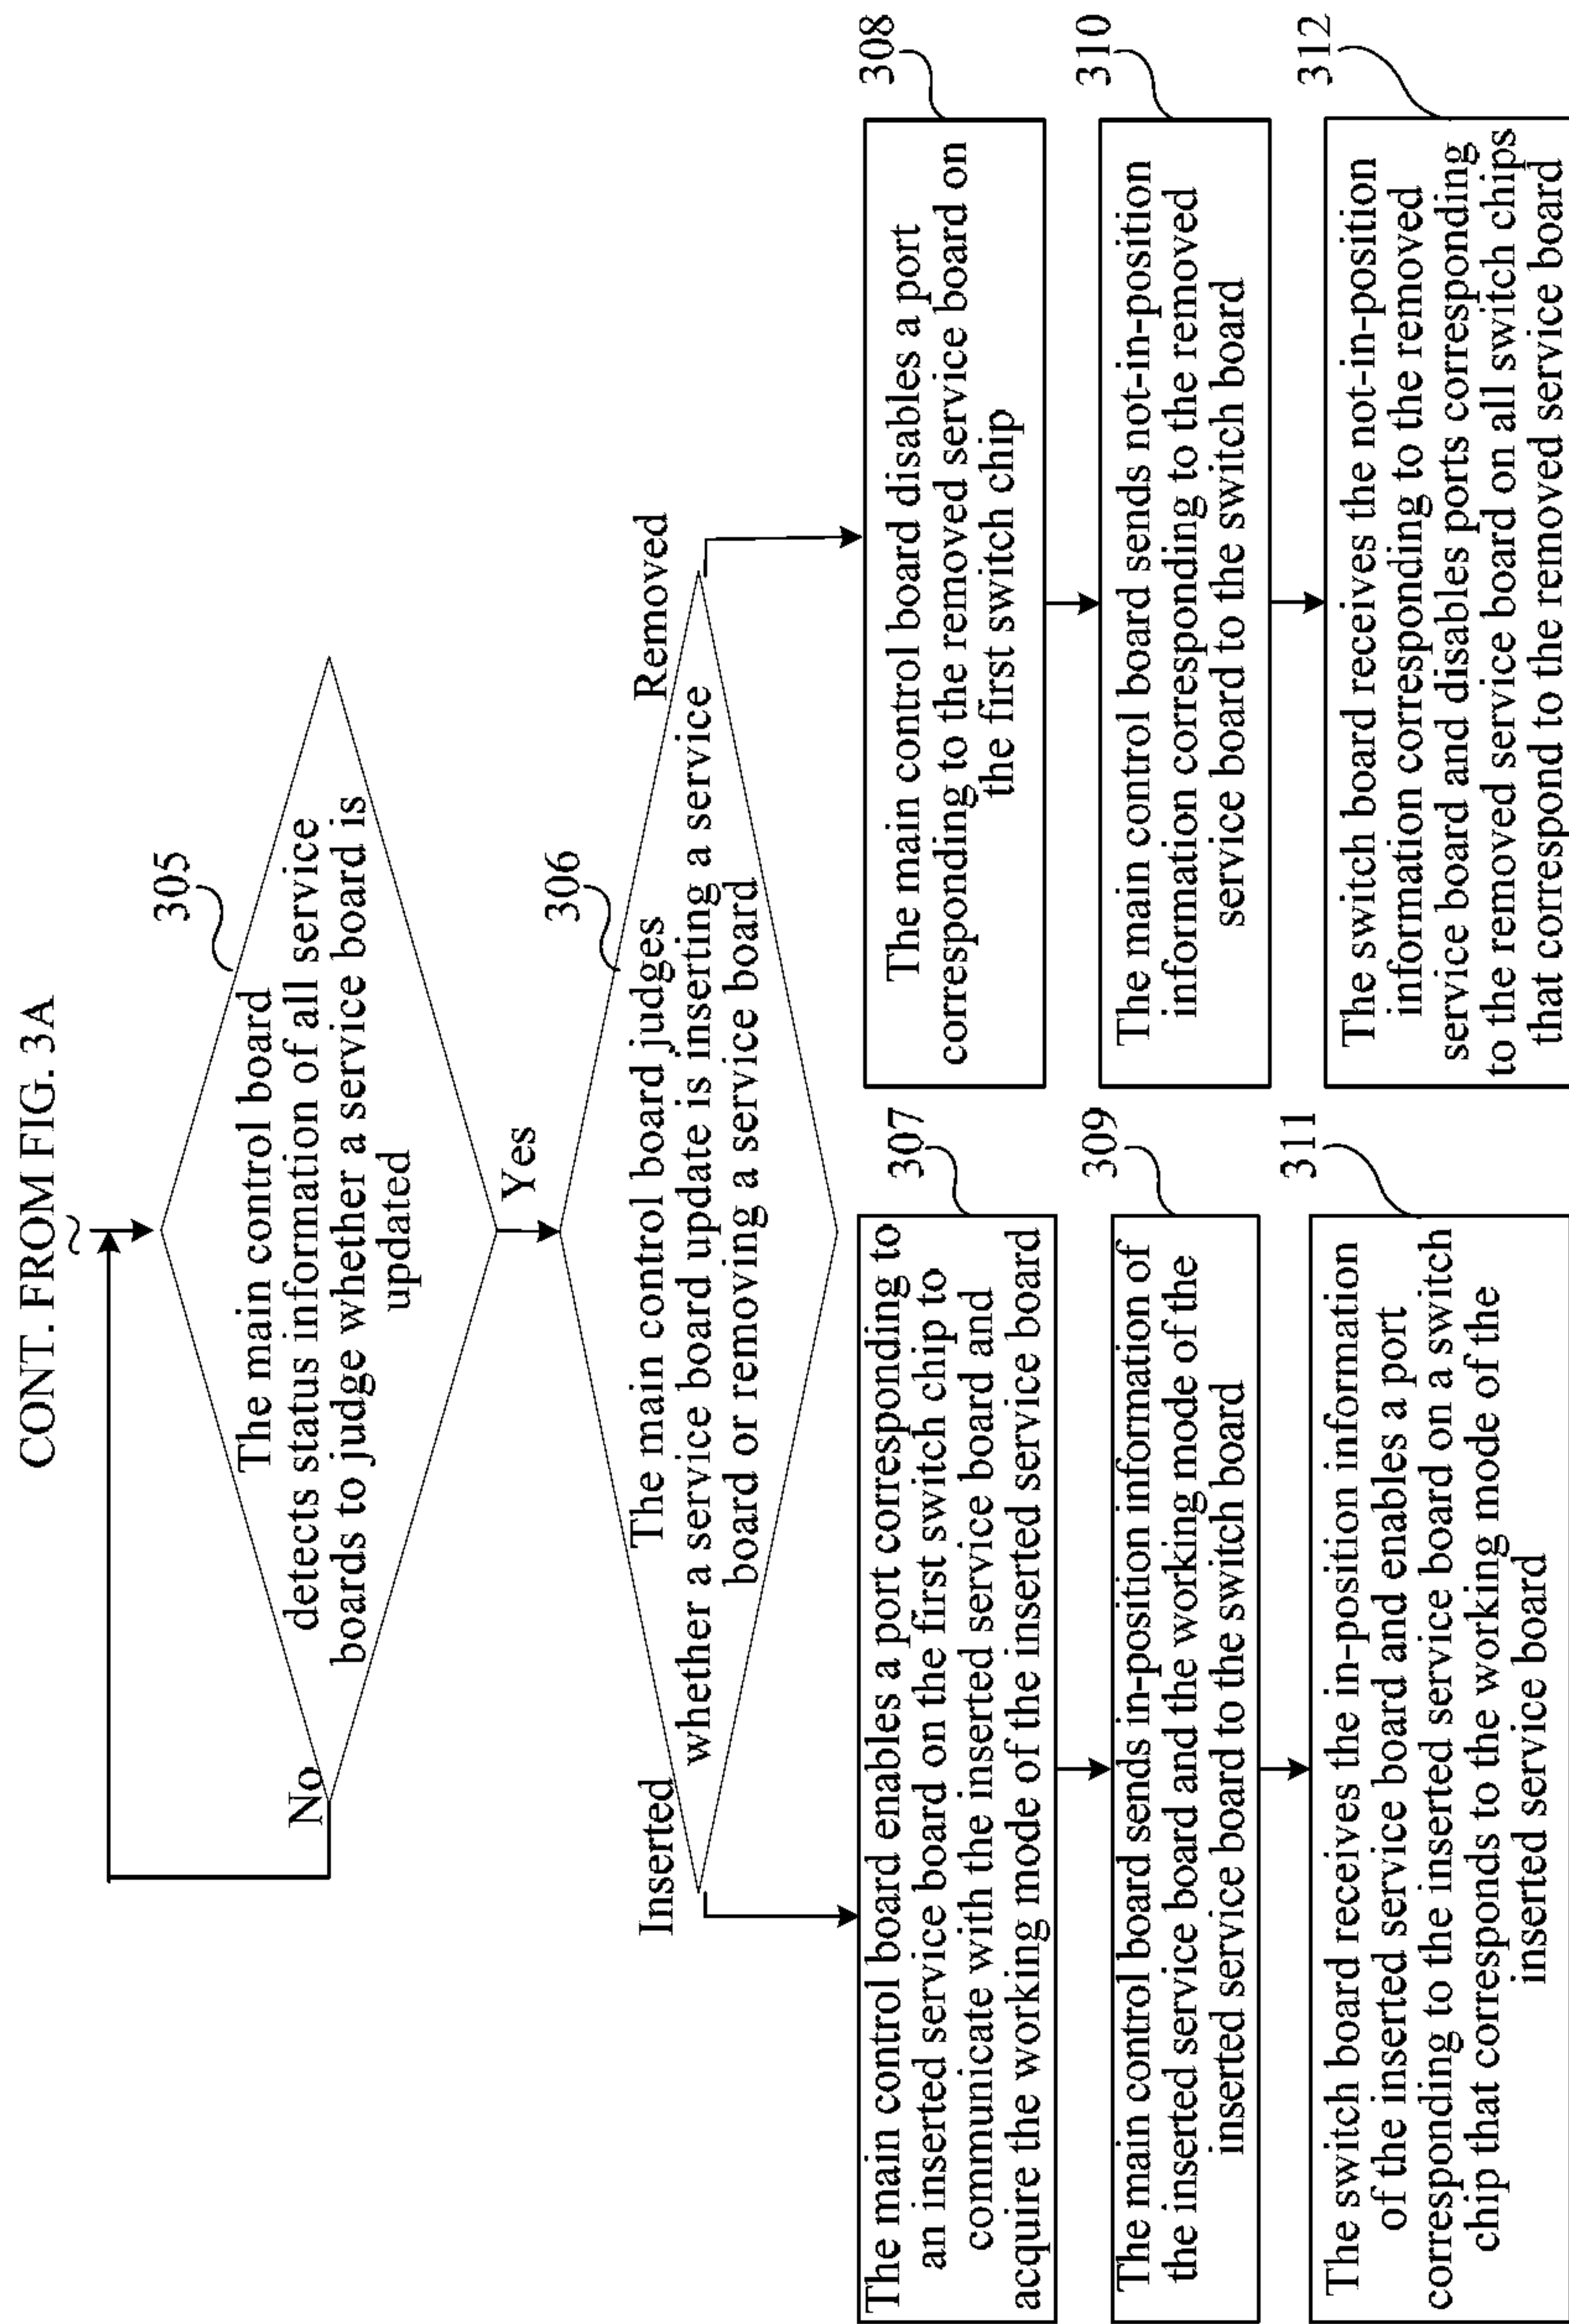 CONT. FROM FIG. 3A
305
The main control board
detects status information of all service
boards to judge whether a service board is
updated
No
Yes
306
The main control board judges
whether a service board update is inserting a service
board or removing a service board
Inserted
Removed
307
The main control board enables a port corresponding to
an inserted service board on the first switch chip to
communicate with the inserted service board and
acquire the working mode of the inserted service board
308
The main control board disables a port
corresponding to the removed service board on
the first switch chip
309
The main control board sends in-position information of
the inserted service board and the working mode of the
inserted service board to the switch board
310
The main control board sends not-in-position
information corresponding to the removed
service board to the switch board
311
The switch board receives the in-position information
of the inserted service board and enables a port
corresponding to the inserted service board on a switch
chip that corresponds to the working mode of the
inserted service board
312
The switch board receives the not-in-position
information corresponding to the removed
service board and disables ports corresponding
to the removed service board on all switch chips
that correspond to the removed service board